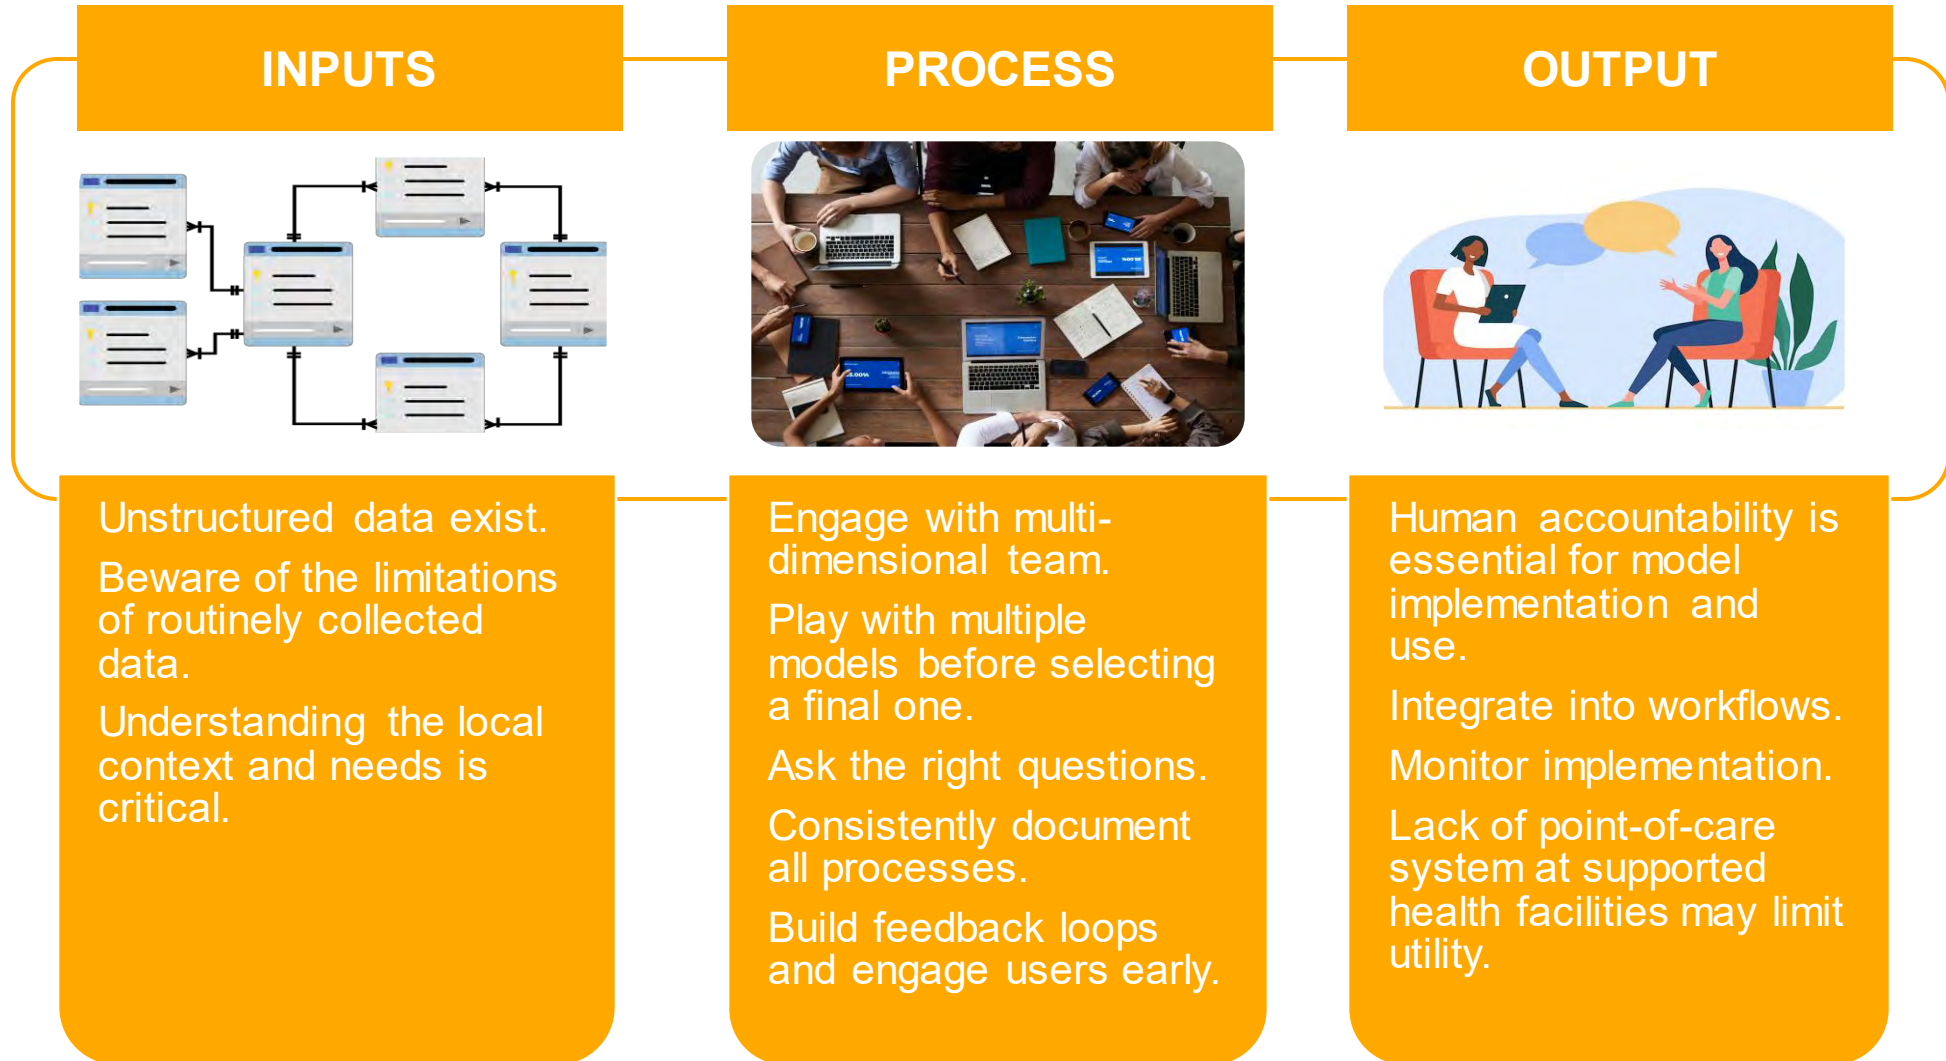 INPUTS
Unstructured data exist.
Beware of the limitations
of routinely collected
data.
Understanding the local
context and needs is
critical.
PROCESS
Engage with multi-
dimensional team.
Play with multiple
models before selecting
a final one.
Ask the right questions.
Consistently document
all processes.
Build feedback loops
and engage users early.
OUTPUT
Human accountability is
essential for model
implementation and
use.
Integrate into workflows.
Monitor implementation.
Lack of point-of-care
system at supported
health facilities may limit
utility.